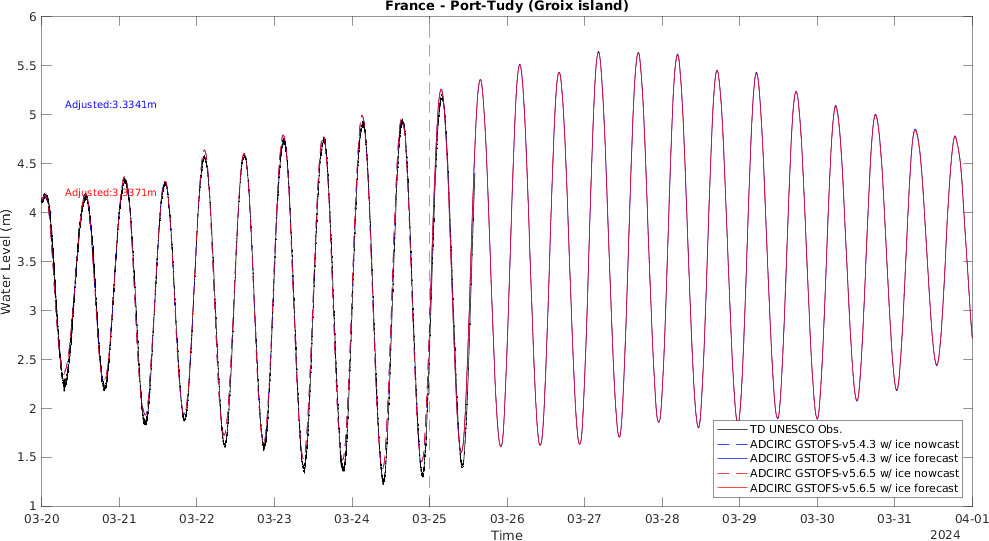 France - Port-Tudy (Groix island)
6
5.5
5
4.5
4
3.5
3
2.5
2
1.5
1
Water Level (m)
Adjusted:3.3341m
Adjusted:3.3371m
TD UNESCO Obs.
ADCIRC GSTOFS-v5.4.3 w/ ice nowcast
ADCIRC GSTOFS-v5.4.3 w/ ice forecast
ADCIRC GSTOFS-v5.6.5 w/ ice nowcast
ADCIRC GSTOFS-v5.6.5 w/ ice forecast
03-20 03-21 03-22 03-23 03-24 03-25 03-26 03-27 03-28 03-29 03-30 03-31 04-01
Time
2024